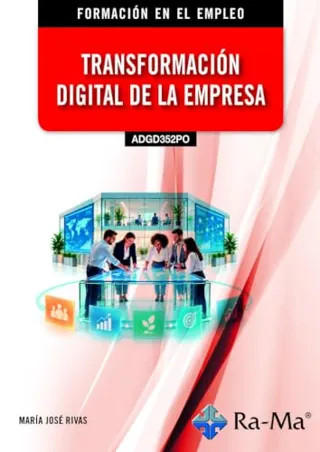 FORMACIÓN EN EL EMPLEO
TRANSFORMACIÓN
DIGITAL DE LA EMPRESA
ADGD352PO
MARÍA JOSÉ RIVAS
Ra-Ma®